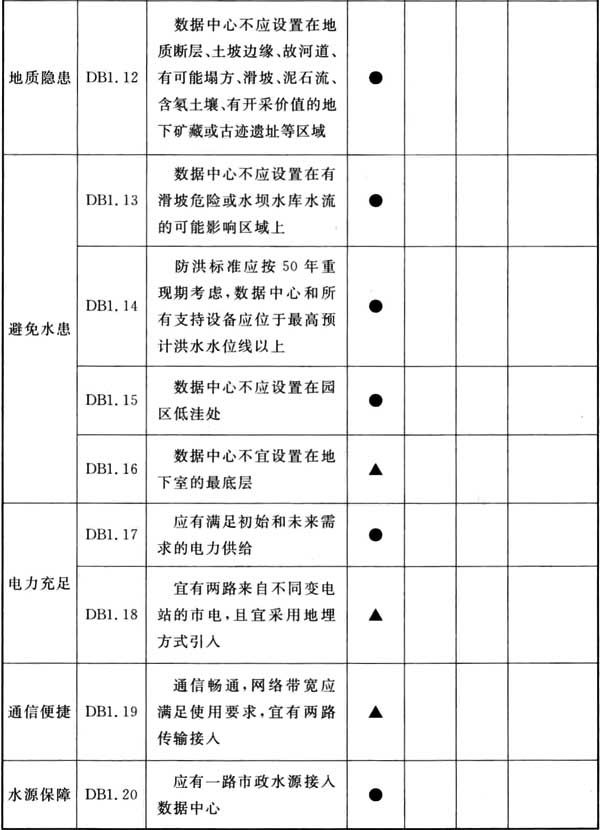 地质隐患
DB1.12
数据中心不应设置在地
质断层、土坡边缘、故河道、
有可能塌方、滑坡、泥石流、
含氡土壤、有开采价值的地
下矿藏或古迹遗址等区域
●
避免水患
DB1.13
数据中心不应设置在有
滑坡危险或水坝水库水流
的可能影响区域上
●
DB1.14
防洪标准应按50年重
现期考虑,数据中心和所
有支持设备应位于最高预
计洪水水位线以上
●
DB1.15
数据中心不应设置在园
区低洼处
●
DB1.16
数据中心不宜设置在地
下室的最底层
▲
电力充足
DB1.17
应有满足初始和未来需
求的电力供给
●
DB1.18
宜有两路来自不同变电
站的市电,且宜采用地埋
方式引入
▲
通信便捷
DB1.19
通信畅通,网络带宽应
满足使用要求,宜有两路
传输接入
▲
水源保障
DB1.20
应有一路市政水源接入
数据中心
●